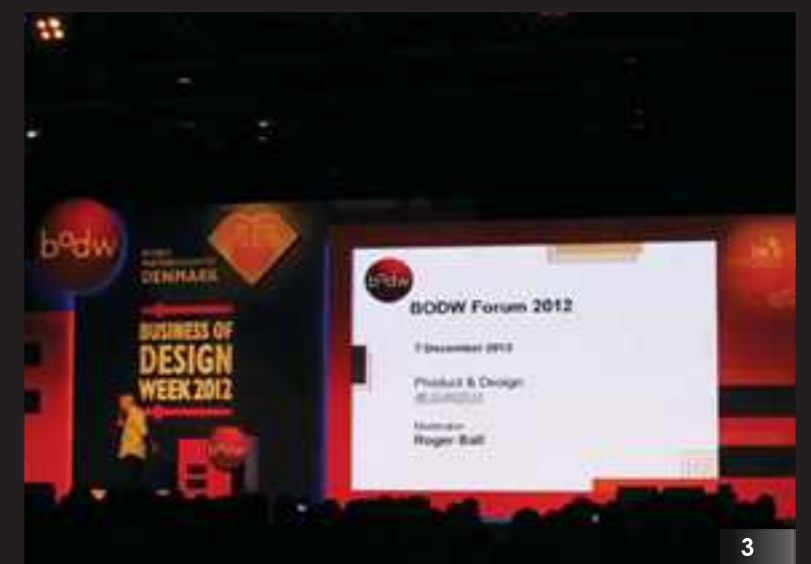 bodw
DENMARK
BUSINESS OF
DESIGN
WEEK 2012
bodw
BODW Forum 2012
7 December 2012
Product & Design
Moderator
Roger Ball
bodw
3